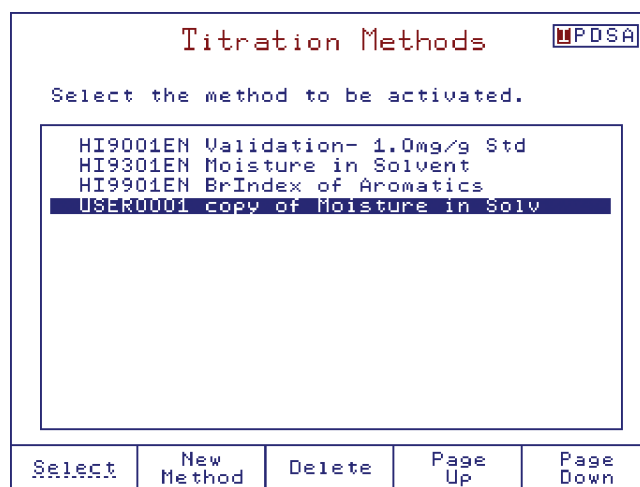 Titration Methods
IPDSA
Select the method to be activated.
HI9001EN Validation- 1.0mg/g Std
HI9301EN Moisture in Solvent
HI9901EN BrIndex of Aromatics
USER0001 copy of Moisture in Solv
Select
New
Method
Delete
Page
Up
Page
Down